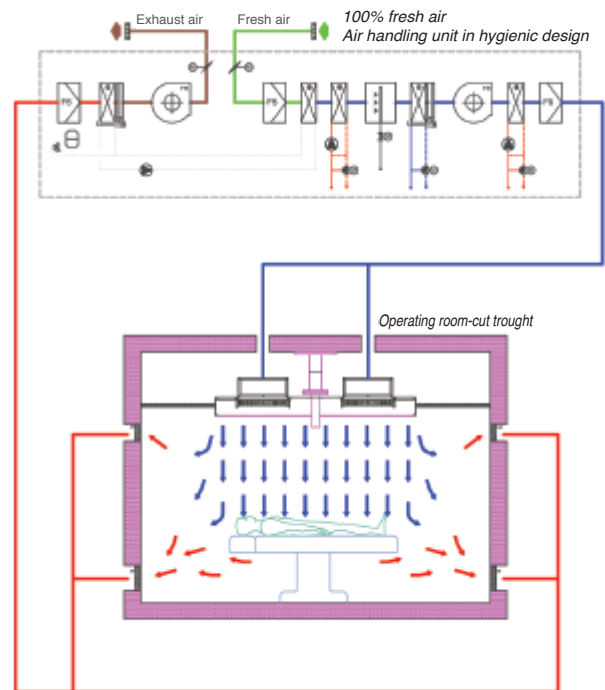 Exhaust air
Fresh air
100% fresh air
Air handling unit in hygienic design
Operating room-cut trought